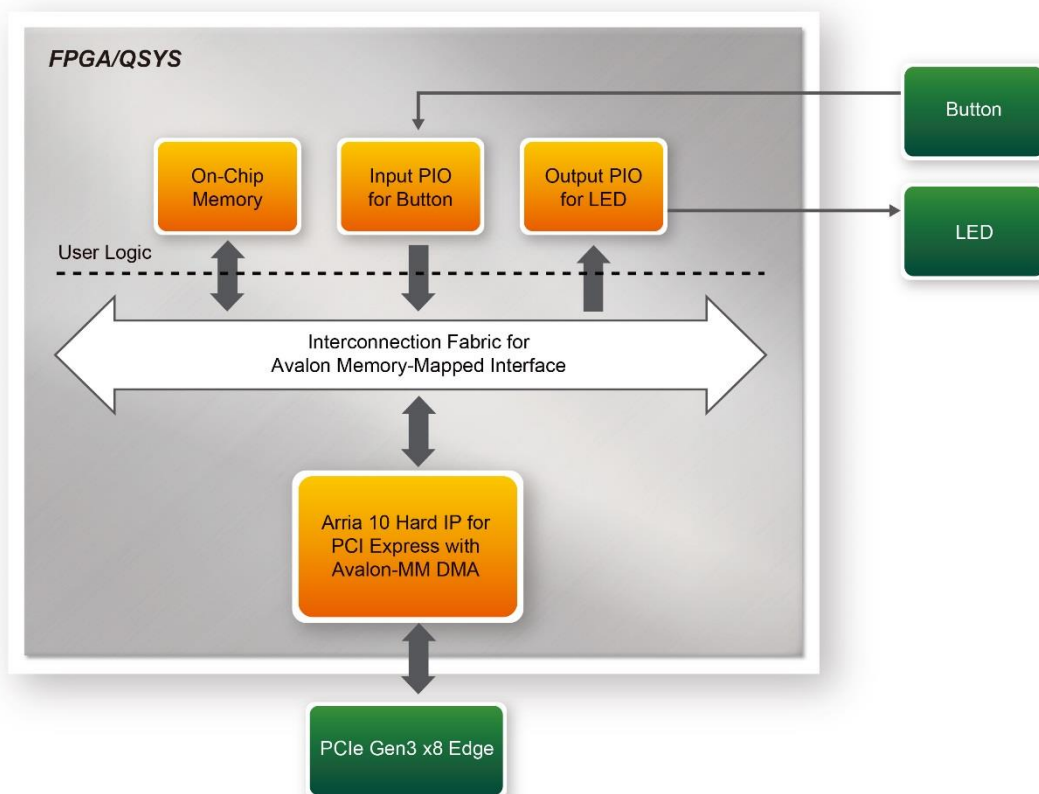 FPGA/QSYS
Button
On-Chip
Memory
Input PIO
for Button
Output PIO
for LED
LED
User Logic
Interconnection Fabric for
Avalon Memory-Mapped Interface
Arria 10 Hard IP for
PCI Express with
Avalon-MM DMA
PCIe Gen3 x8 Edge